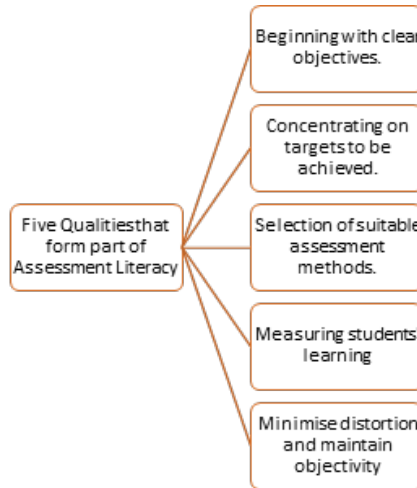 Five Qualitiesthat
form part of
Assessment Literacy
Beginning with clear
objectives.
Concentrating on
targets to be
achieved.
Selection of suitable
assessment
methods.
Measuring students'
learning
Minimise distortion
and maintain
objectivity